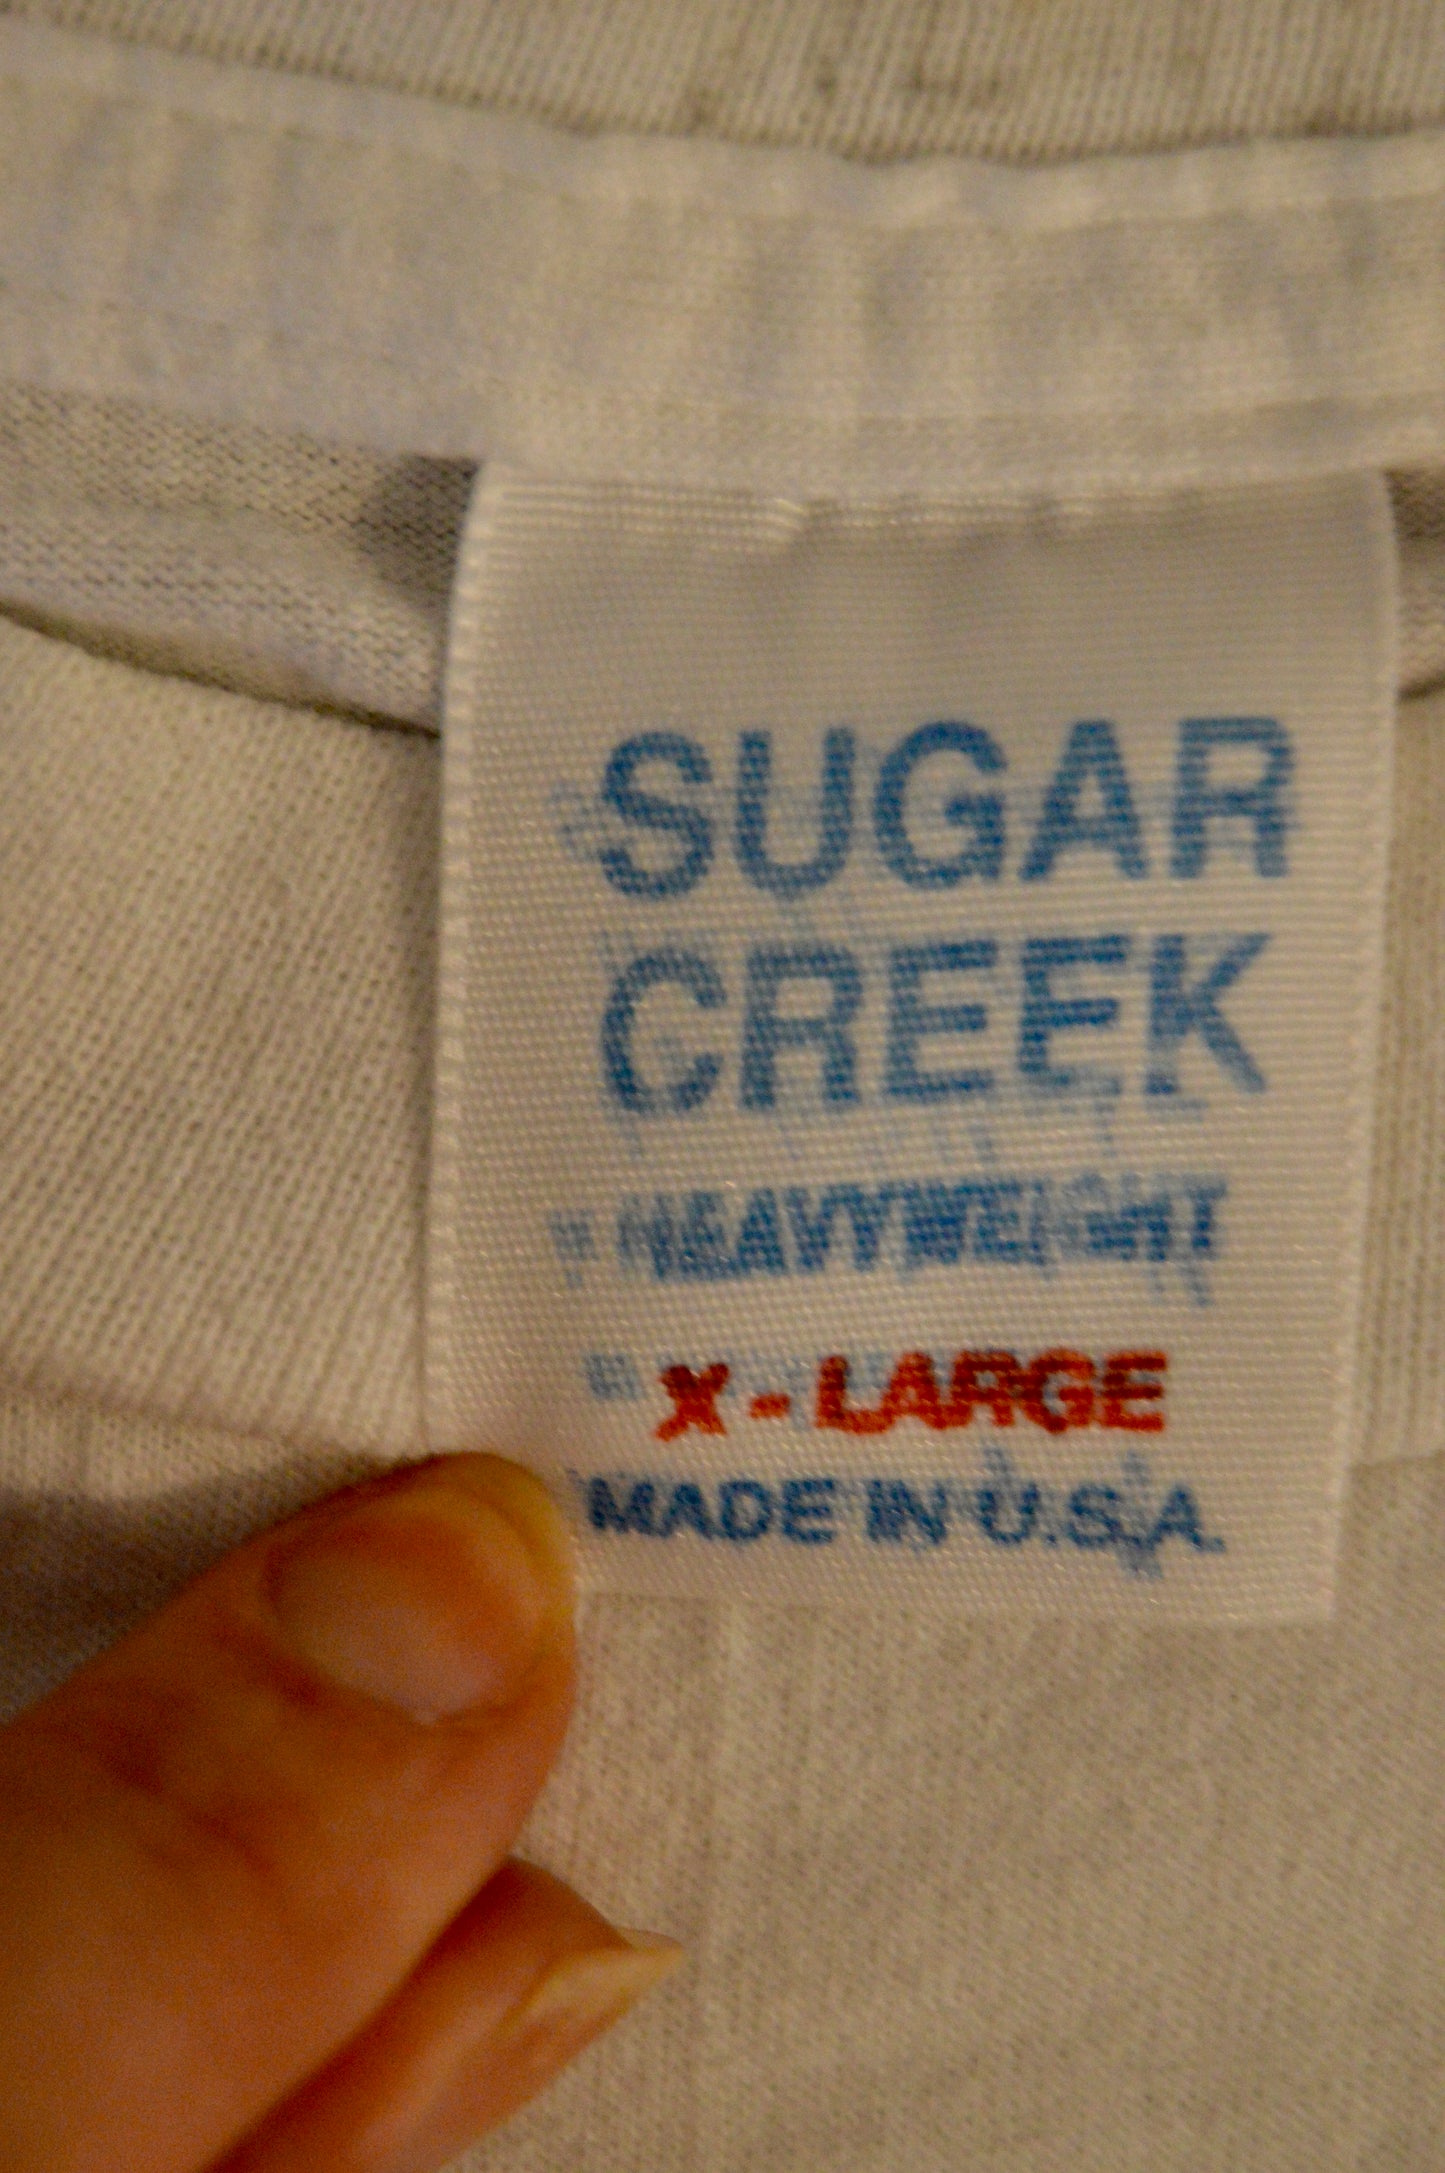 SUGAR
CREEK
HEAVYWEIGHT
X-LARGE
MADE IN U.S.A.